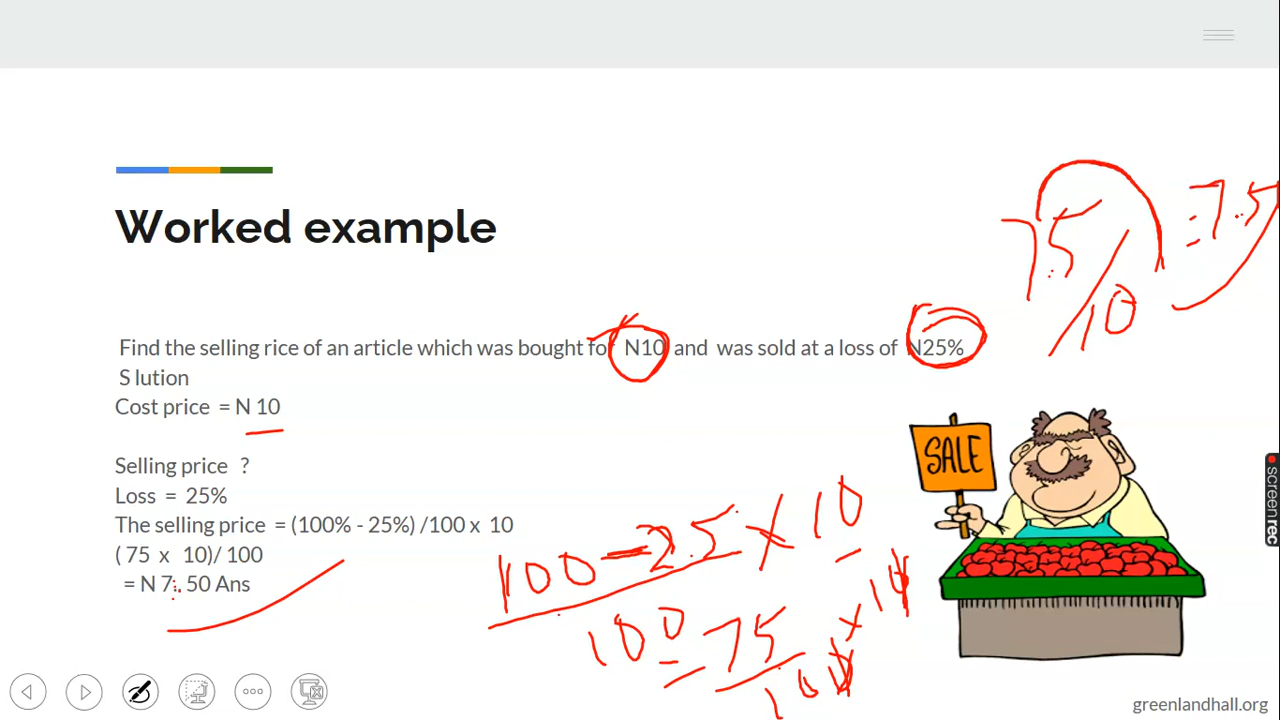 Worked example
75/10 = 7.5
Find the selling rice of an article which was bought for N10 and was sold at a loss of N25%
S lution
Cost price = N 10
Selling price ?
Loss = 25%
The selling price = (100% - 25%) /100 x 10
( 75 x 10)/ 100
= N 7. 50 Ans
SALE
100 - 25 x 10
100 = 75 x 10
100
screenrec
greenlandhall.org